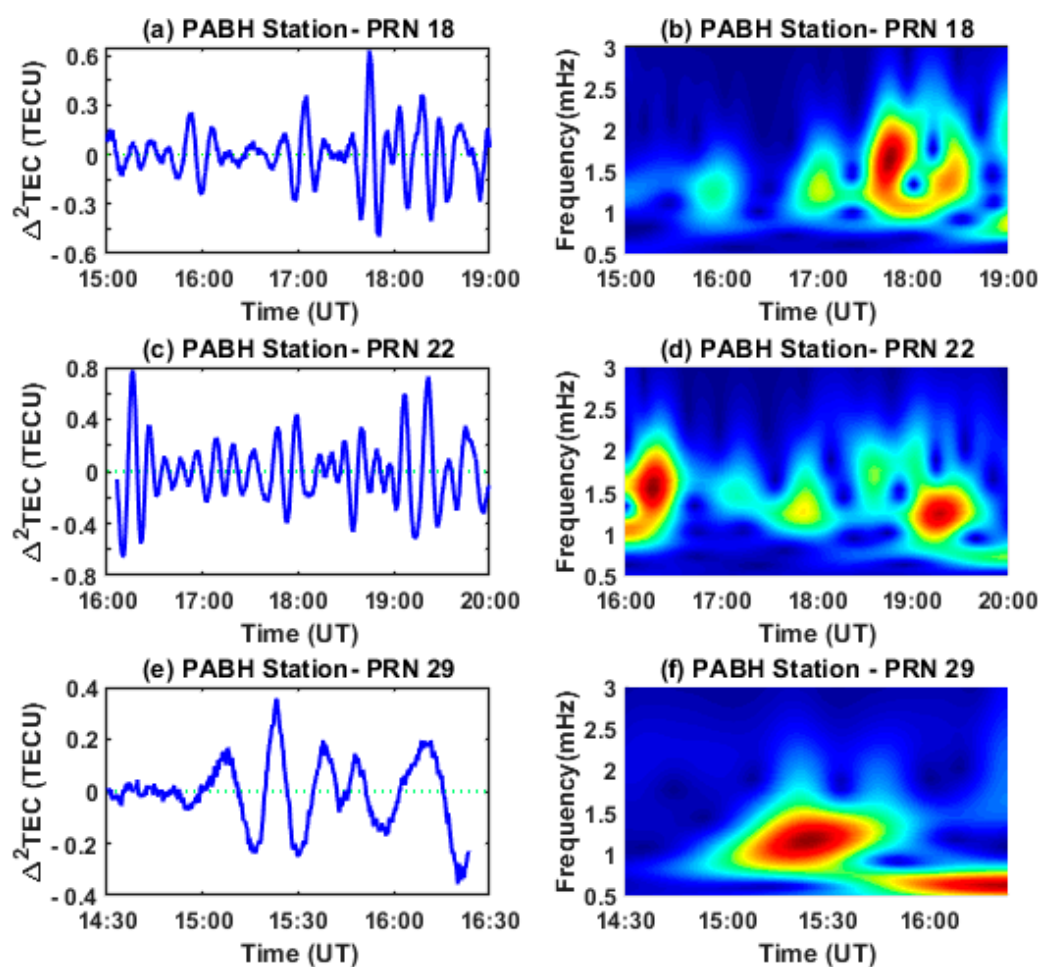 (a) PABH Station- PRN 18
Δ²TEC (TECU)
0.6
0.3
0
- 0.3
- 0.6
15:00 16:00 17:00 18:00 19:00
Time (UT)
(b) PABH Station- PRN 18
Frequency(mHz)
3
2.5
2
1.5
1
0.5
15:00 16:00 17:00 18:00 19:00
Time (UT)
(c) PABH Station- PRN 22
Δ²TEC (TECU)
0.8
0.4
0
- 0.4
- 0.8
16:00 17:00 18:00 19:00 20:00
Time (UT)
(d) PABH Station- PRN 22
Frequency(mHz)
3
2.5
2
1.5
1
0.5
16:00 17:00 18:00 19:00 20:00
Time (UT)
(e) PABH Station- PRN 29
Δ²TEC (TECU)
0.4
0.2
0
- 0.2
- 0.4
14:30 15:00 15:30 16:00 16:30
Time (UT)
(f) PABH Station - PRN 29
Frequency(mHz)
3
2.5
2
1.5
1
0.5
14:30 15:00 15:30 16:00
Time (UT)